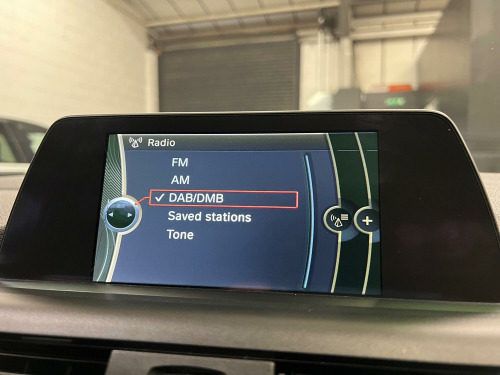 Radio
FM
AM
✓ DAB/DMB
Saved stations
Tone